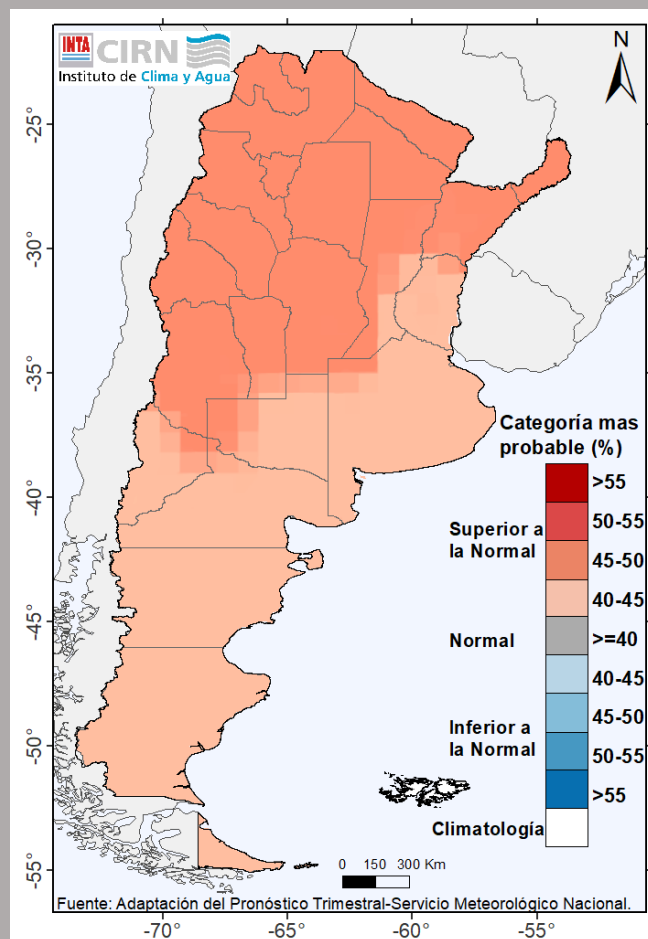 INTA CIRN
Instituto de Clima y Agua
N
-25°
-30°
-35°
-40°
-45°
-50°
-55°
Categoría mas
probable (%)
>55
50-55
Superior a
la Normal
45-50
40-45
Normal
>=40
40-45
45-50
Inferior a
la Normal
50-55
>55
Climatología
0 150 300 Km
Fuente: Adaptación del Pronóstico Trimestral-Servicio Meteorológico Nacional.
-70° -65° -60° -55°